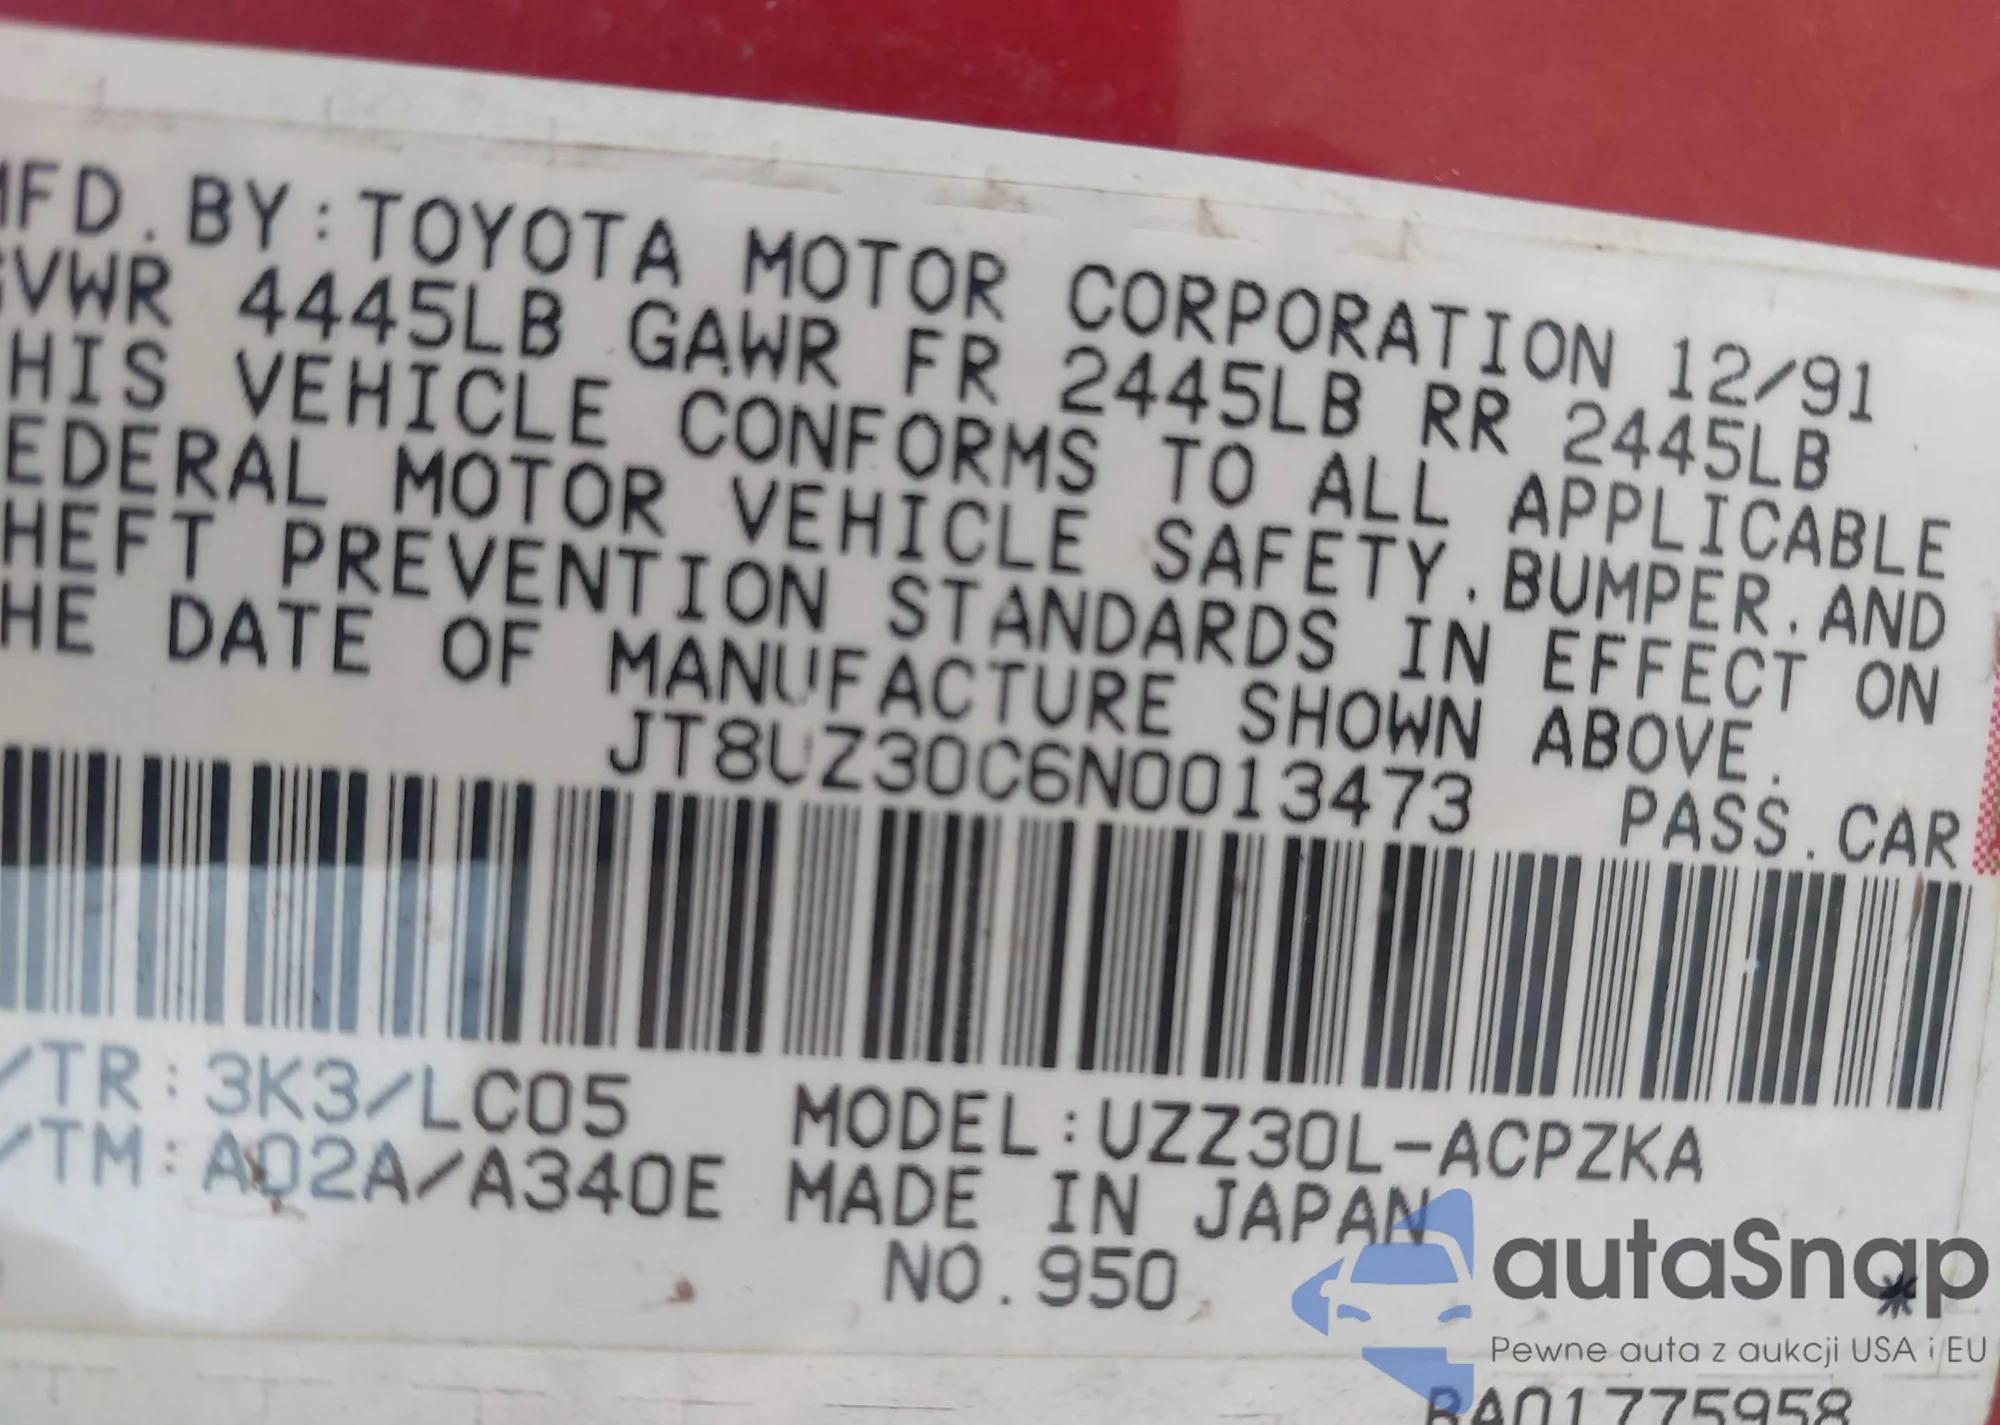 MFD.BY:TOYOTA MOTOR CORPORATION 12/91
GVWR 4445LB GAWR FR 2445LB RR 2445LB
HIS VEHICLE CONFORMS TO ALL APPLICABLE
EDERAL MOTOR VEHICLE SAFETY.BUMPER.AND
HEFT PREVENTION STANDARDS IN EFFECT ON
HE DATE OF MANUFACTURE SHOWN ABOVE.
JT8UZ30C6N0013473 PASS.CAR
/TR:3K3/LC05 MODEL:UZZ30L-ACPZKA
/TM:A02A/A340E MADE IN JAPAN
NO.950 *
autaSnap
Pewne auta z aukcji USA i EU
BA01775958